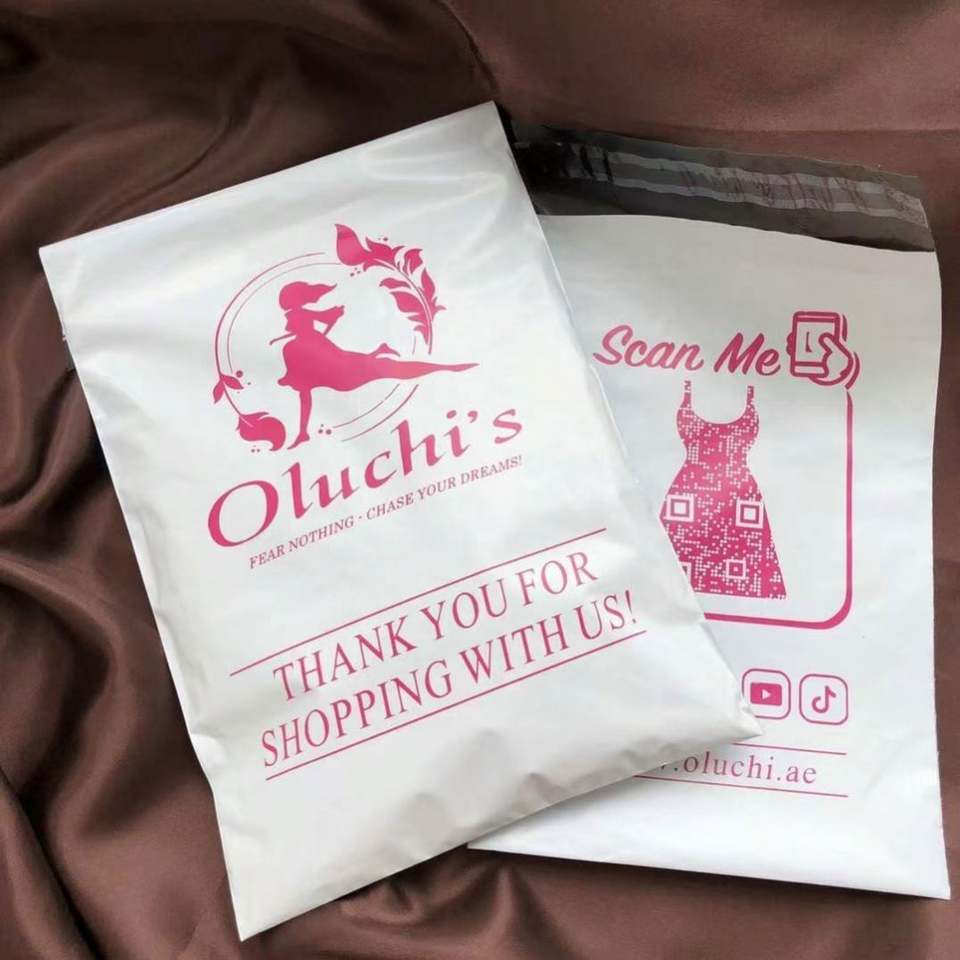 Oluchi's
FEAR NOTHING · CHASE YOUR DREAMS!
THANK YOU FOR
SHOPPING WITH US!
Scan Me
.oluchi.ae